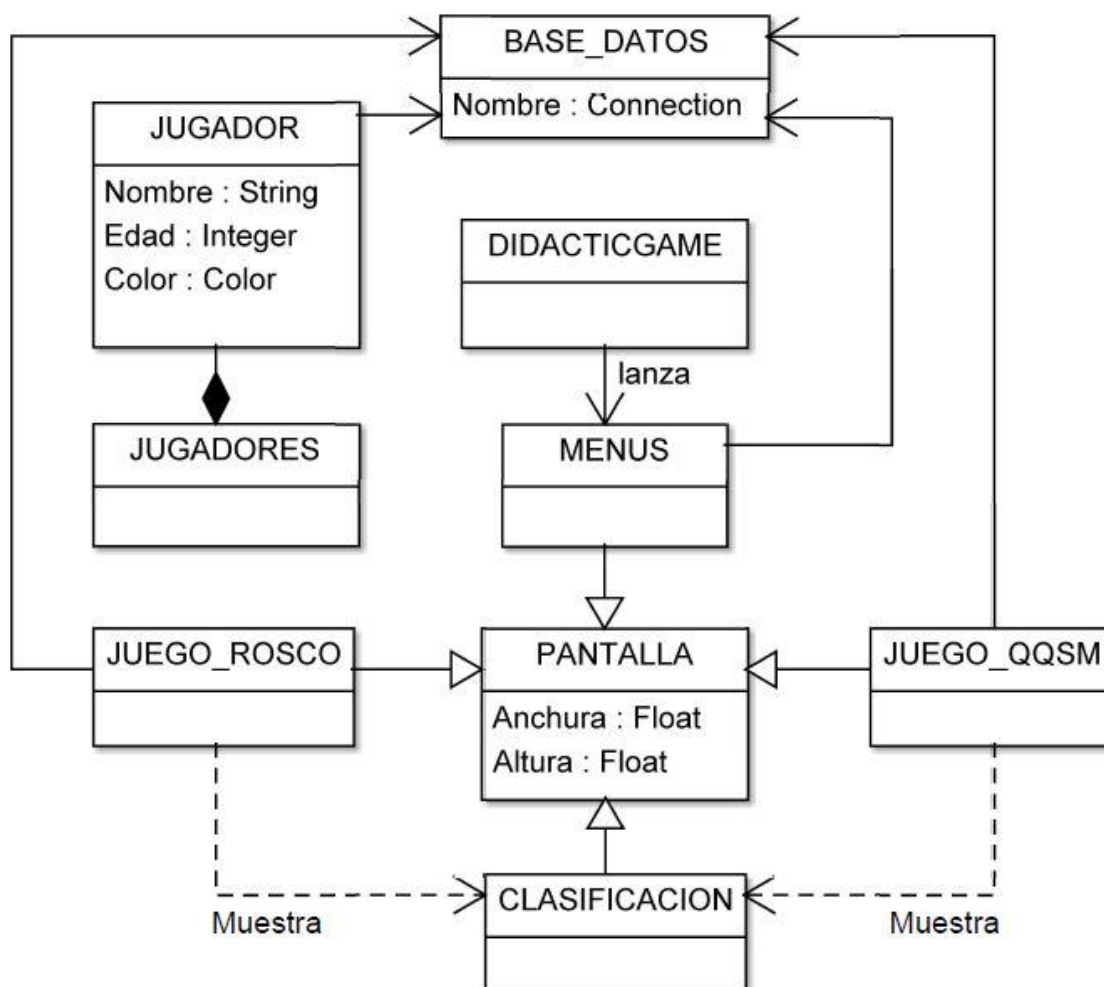 BASE_DATOS
Nombre : Connection
JUGADOR
Nombre : String
Edad : Integer
Color : Color
DIDACTICGAME
lanza
JUGADORES
MENUS
JUEGO_ROSCO
PANTALLA
Anchura : Float
Altura : Float
JUEGO_QQSM
CLASIFICACION
Muestra
Muestra